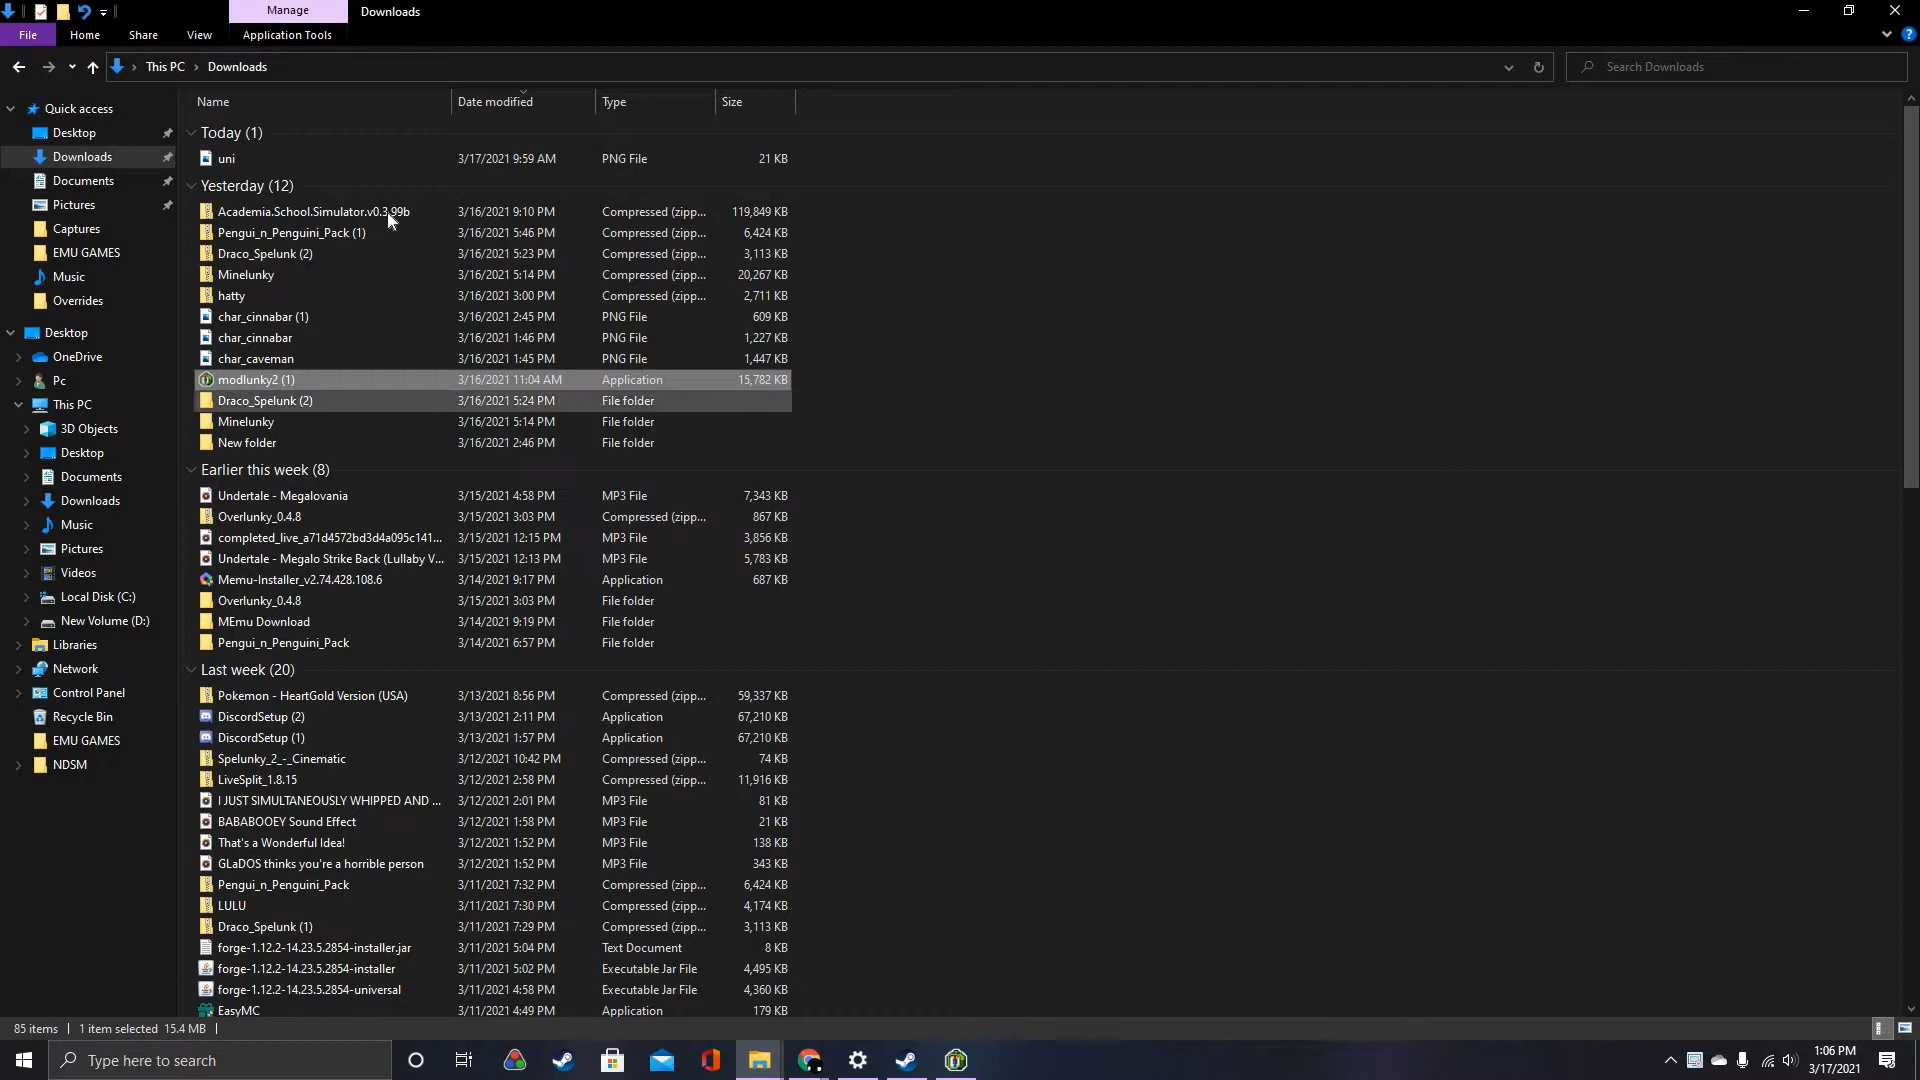 Manage Downloads
File Home Share View Application Tools
This PC Downloads Search Downloads
Name Date modified Type Size
Quick access
Desktop
Downloads
Documents
Pictures
Captures
EMU GAMES
Music
Overrides
Desktop
OneDrive
Pc
This PC
3D Objects
Desktop
Documents
Downloads
Music
Pictures
Videos
Local Disk (C:)
New Volume (D:)
Libraries
Network
Control Panel
Recycle Bin
EMU GAMES
NDSM
Today (1)
uni 3/17/2021 9:59 AM PNG File 21 KB
Yesterday (12)
Academia.School.Simulator.v0.3.99b 3/16/2021 9:10 PM Compressed (zipp... 119,849 KB
Pengui_n_Penguini_Pack (1) 3/16/2021 5:46 PM Compressed (zipp... 6,424 KB
Draco_Spelunk (2) 3/16/2021 5:23 PM Compressed (zipp... 3,113 KB
Minelunky 3/16/2021 5:14 PM Compressed (zipp... 20,267 KB
hatty 3/16/2021 3:00 PM Compressed (zipp... 2,711 KB
char_cinnabar (1) 3/16/2021 2:45 PM PNG File 609 KB
char_cinnabar 3/16/2021 1:46 PM PNG File 1,227 KB
char_caveman 3/16/2021 1:45 PM PNG File 1,447 KB
modlunky2 (1) 3/16/2021 11:04 AM Application 15,782 KB
Draco_Spelunk (2) 3/16/2021 5:24 PM File folder
Minelunky 3/16/2021 5:14 PM File folder
New folder 3/16/2021 2:46 PM File folder
Earlier this week (8)
Undertale - Megalovania 3/15/2021 4:58 PM MP3 File 7,343 KB
Overlunky_0.4.8 3/15/2021 3:03 PM Compressed (zipp... 867 KB
completed_live_a71d4572bd3d4a095c141... 3/15/2021 12:15 PM MP3 File 3,856 KB
Undertale - Megalo Strike Back (Lullaby V... 3/15/2021 12:13 PM MP3 File 5,783 KB
Memu-Installer_v2.74.428.108.6 3/14/2021 9:17 PM Application 687 KB
Overlunky_0.4.8 3/15/2021 3:03 PM File folder
MEmu Download 3/14/2021 9:19 PM File folder
Pengui_n_Penguini_Pack 3/14/2021 6:57 PM File folder
Last week (20)
Pokemon - HeartGold Version (USA) 3/13/2021 8:56 PM Compressed (zipp... 59,337 KB
DiscordSetup (2) 3/13/2021 2:11 PM Application 67,210 KB
DiscordSetup (1) 3/13/2021 1:57 PM Application 67,210 KB
Spelunky_2_-_Cinematic 3/12/2021 10:42 PM Compressed (zipp... 74 KB
LiveSplit_1.8.15 3/12/2021 2:58 PM Compressed (zipp... 11,916 KB
I JUST SIMULTANEOUSLY WHIPPED AND ... 3/12/2021 2:01 PM MP3 File 81 KB
BABABOOEY Sound Effect 3/12/2021 1:58 PM MP3 File 21 KB
That's a Wonderful Idea! 3/12/2021 1:52 PM MP3 File 138 KB
GLaDOS thinks you're a horrible person 3/12/2021 1:52 PM MP3 File 343 KB
Pengui_n_Penguini_Pack 3/11/2021 7:32 PM Compressed (zipp... 6,424 KB
LULU 3/11/2021 7:30 PM Compressed (zipp... 4,174 KB
Draco_Spelunk (1) 3/11/2021 7:29 PM Compressed (zipp... 3,113 KB
forge-1.12.2-14.23.5.2854-installer.jar 3/11/2021 5:04 PM Text Document 8 KB
forge-1.12.2-14.23.5.2854-installer 3/11/2021 5:02 PM Executable Jar File 4,495 KB
forge-1.12.2-14.23.5.2854-universal 3/11/2021 4:58 PM Executable Jar File 4,360 KB
EasyMC 3/11/2021 4:49 PM Application 179 KB
85 items 1 item selected 15.4 MB
Type here to search
1:06 PM
3/17/2021